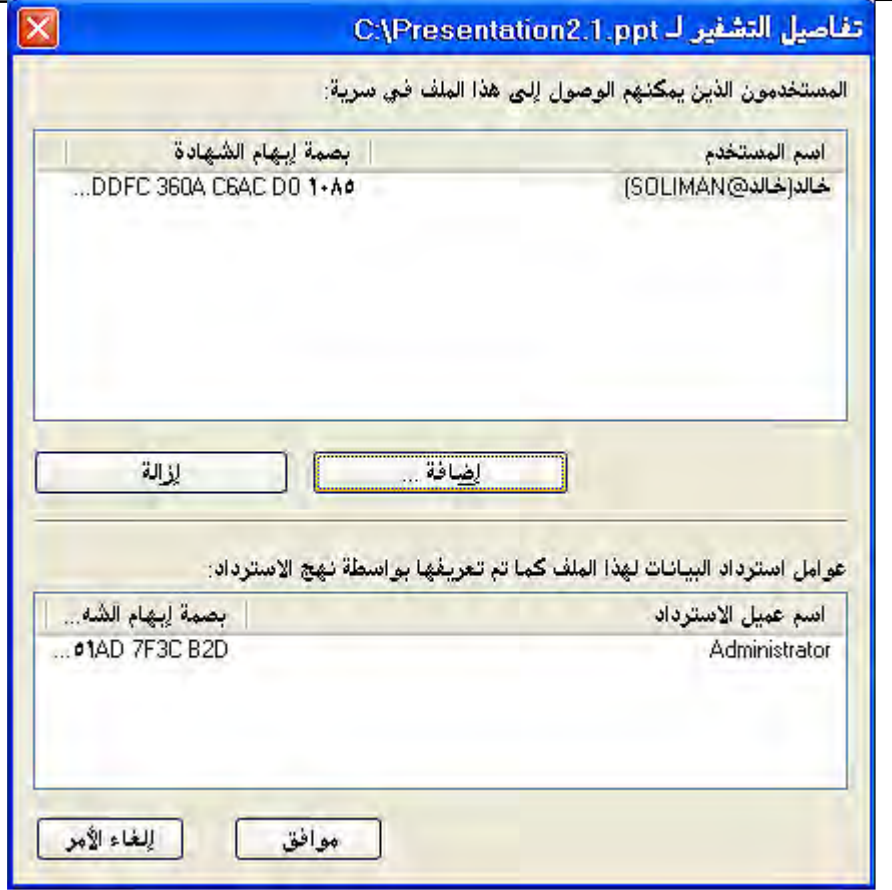 تفاصيل التشفير لـ C:\Presentation2.1.ppt
المستخدمون الذين يمكنهم الوصول إلى هذا الملف في سرية:
اسم المستخدم بصمة إبهام الشهادة
خالد(خالد@SOLIMAN) ١٠٨٥ DDFC 360A C6AC D0...
إضافة ... إزالة
عوامل استرداد البيانات لهذا الملف كما تم تعريفها بواسطة نهج الاسترداد:
اسم عميل الاسترداد بصمة إبهام الشه...
Administrator ٥٦AD 7F3C B2D...
موافق إلغاء الأمر